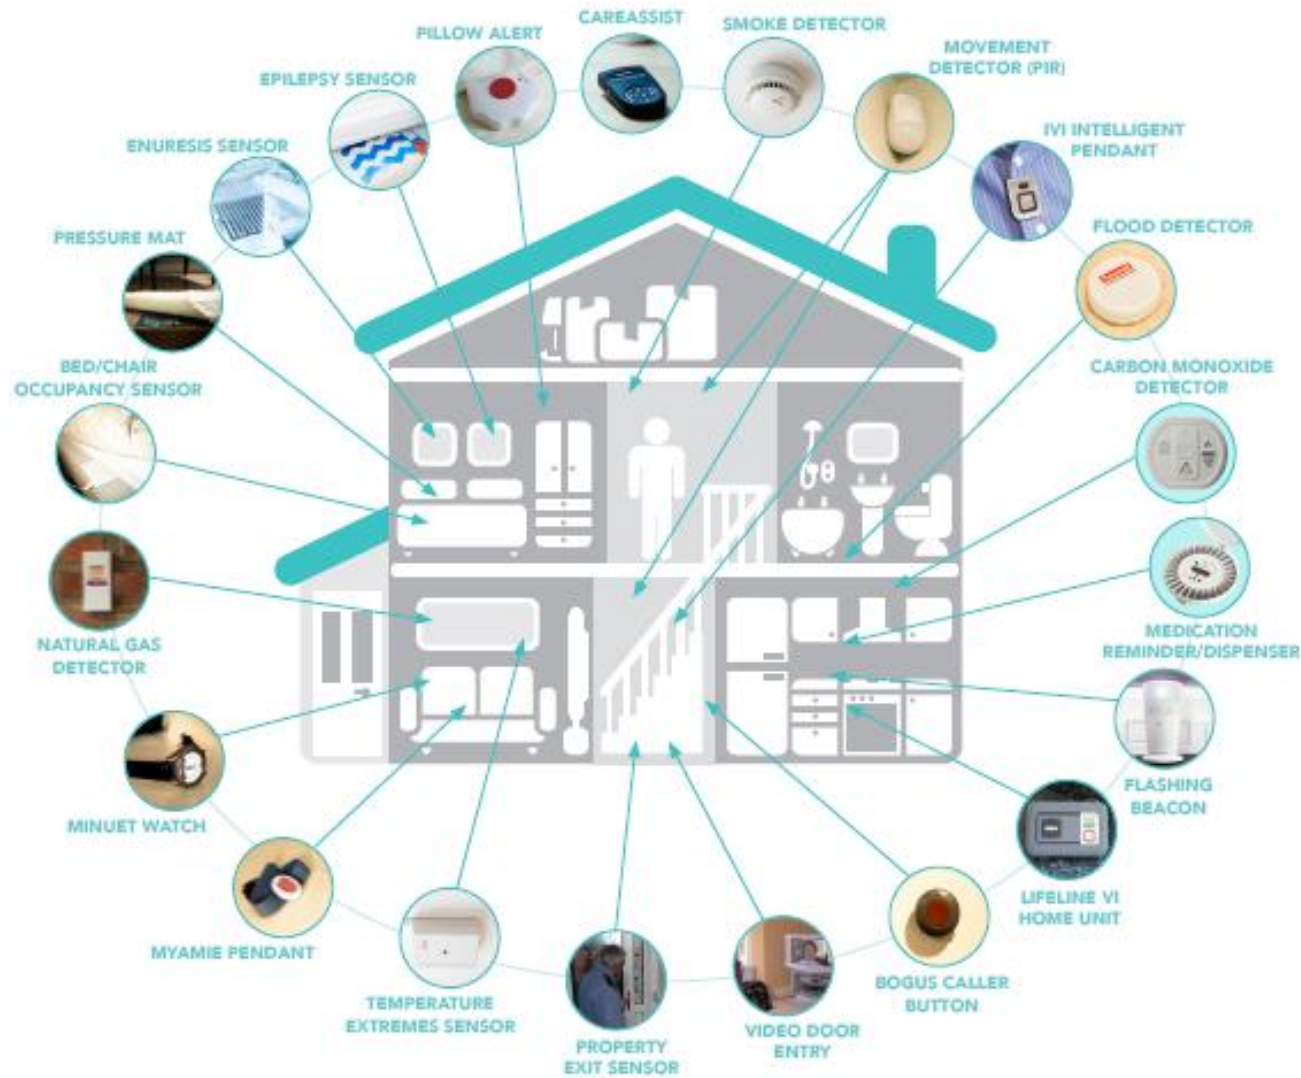 CAREASSIST
SMOKE DETECTOR
PILLOW ALERT
MOVEMENT
DETECTOR (PIR)
EPILEPSY SENSOR
IVI INTELLIGENT
PENDANT
ENURESIS SENSOR
FLOOD DETECTOR
PRESSURE MAT
BED/CHAIR
OCCUPANCY SENSOR
CARBON MONOXIDE
DETECTOR
NATURAL GAS
DETECTOR
MEDICATION
REMINDER/DISPENSER
FLASHING
BEACON
MINUET WATCH
LIFELINE VI
HOME UNIT
MYAMIE PENDANT
BOGUS CALLER
BUTTON
TEMPERATURE
EXTREMES SENSOR
VIDEO DOOR
ENTRY
PROPERTY
EXIT SENSOR